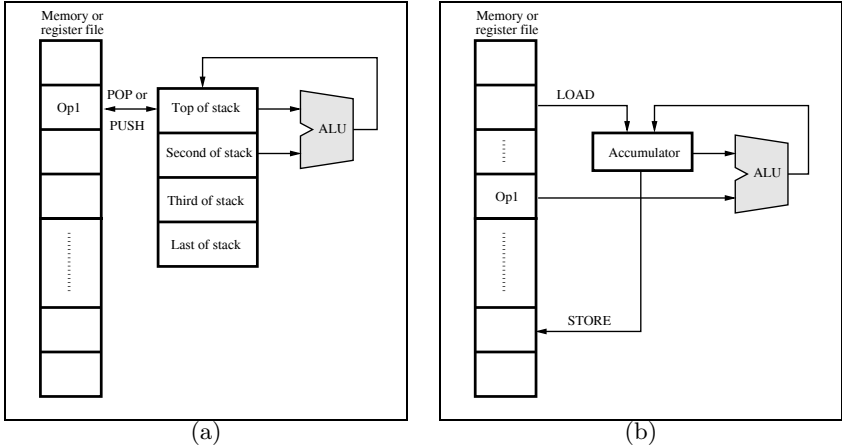 Memory or
register file
Op1
POP or
PUSH
Top of stack
Second of stack
Third of stack
Last of stack
ALU
(a)
Memory or
register file
LOAD
Accumulator
ALU
Op1
STORE
(b)